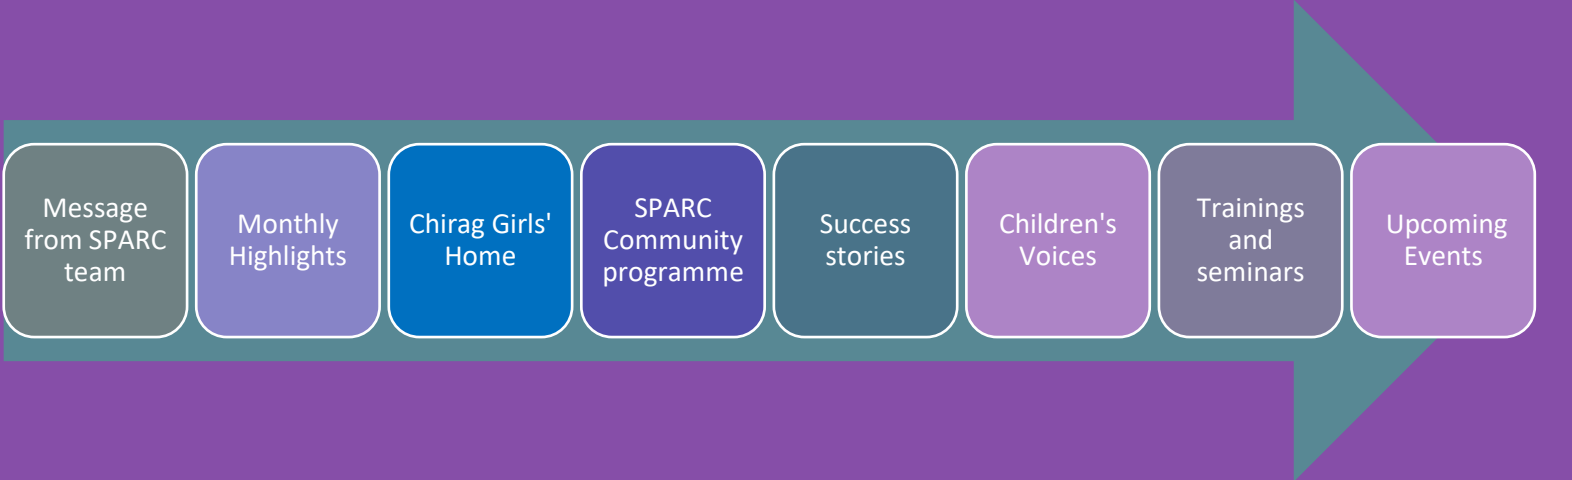 Message
from SPARC
team
Monthly
Highlights
Chirag Girls'
Home
SPARC
Community
programme
Success
stories
Children's
Voices
Trainings
and
seminars
Upcoming
Events